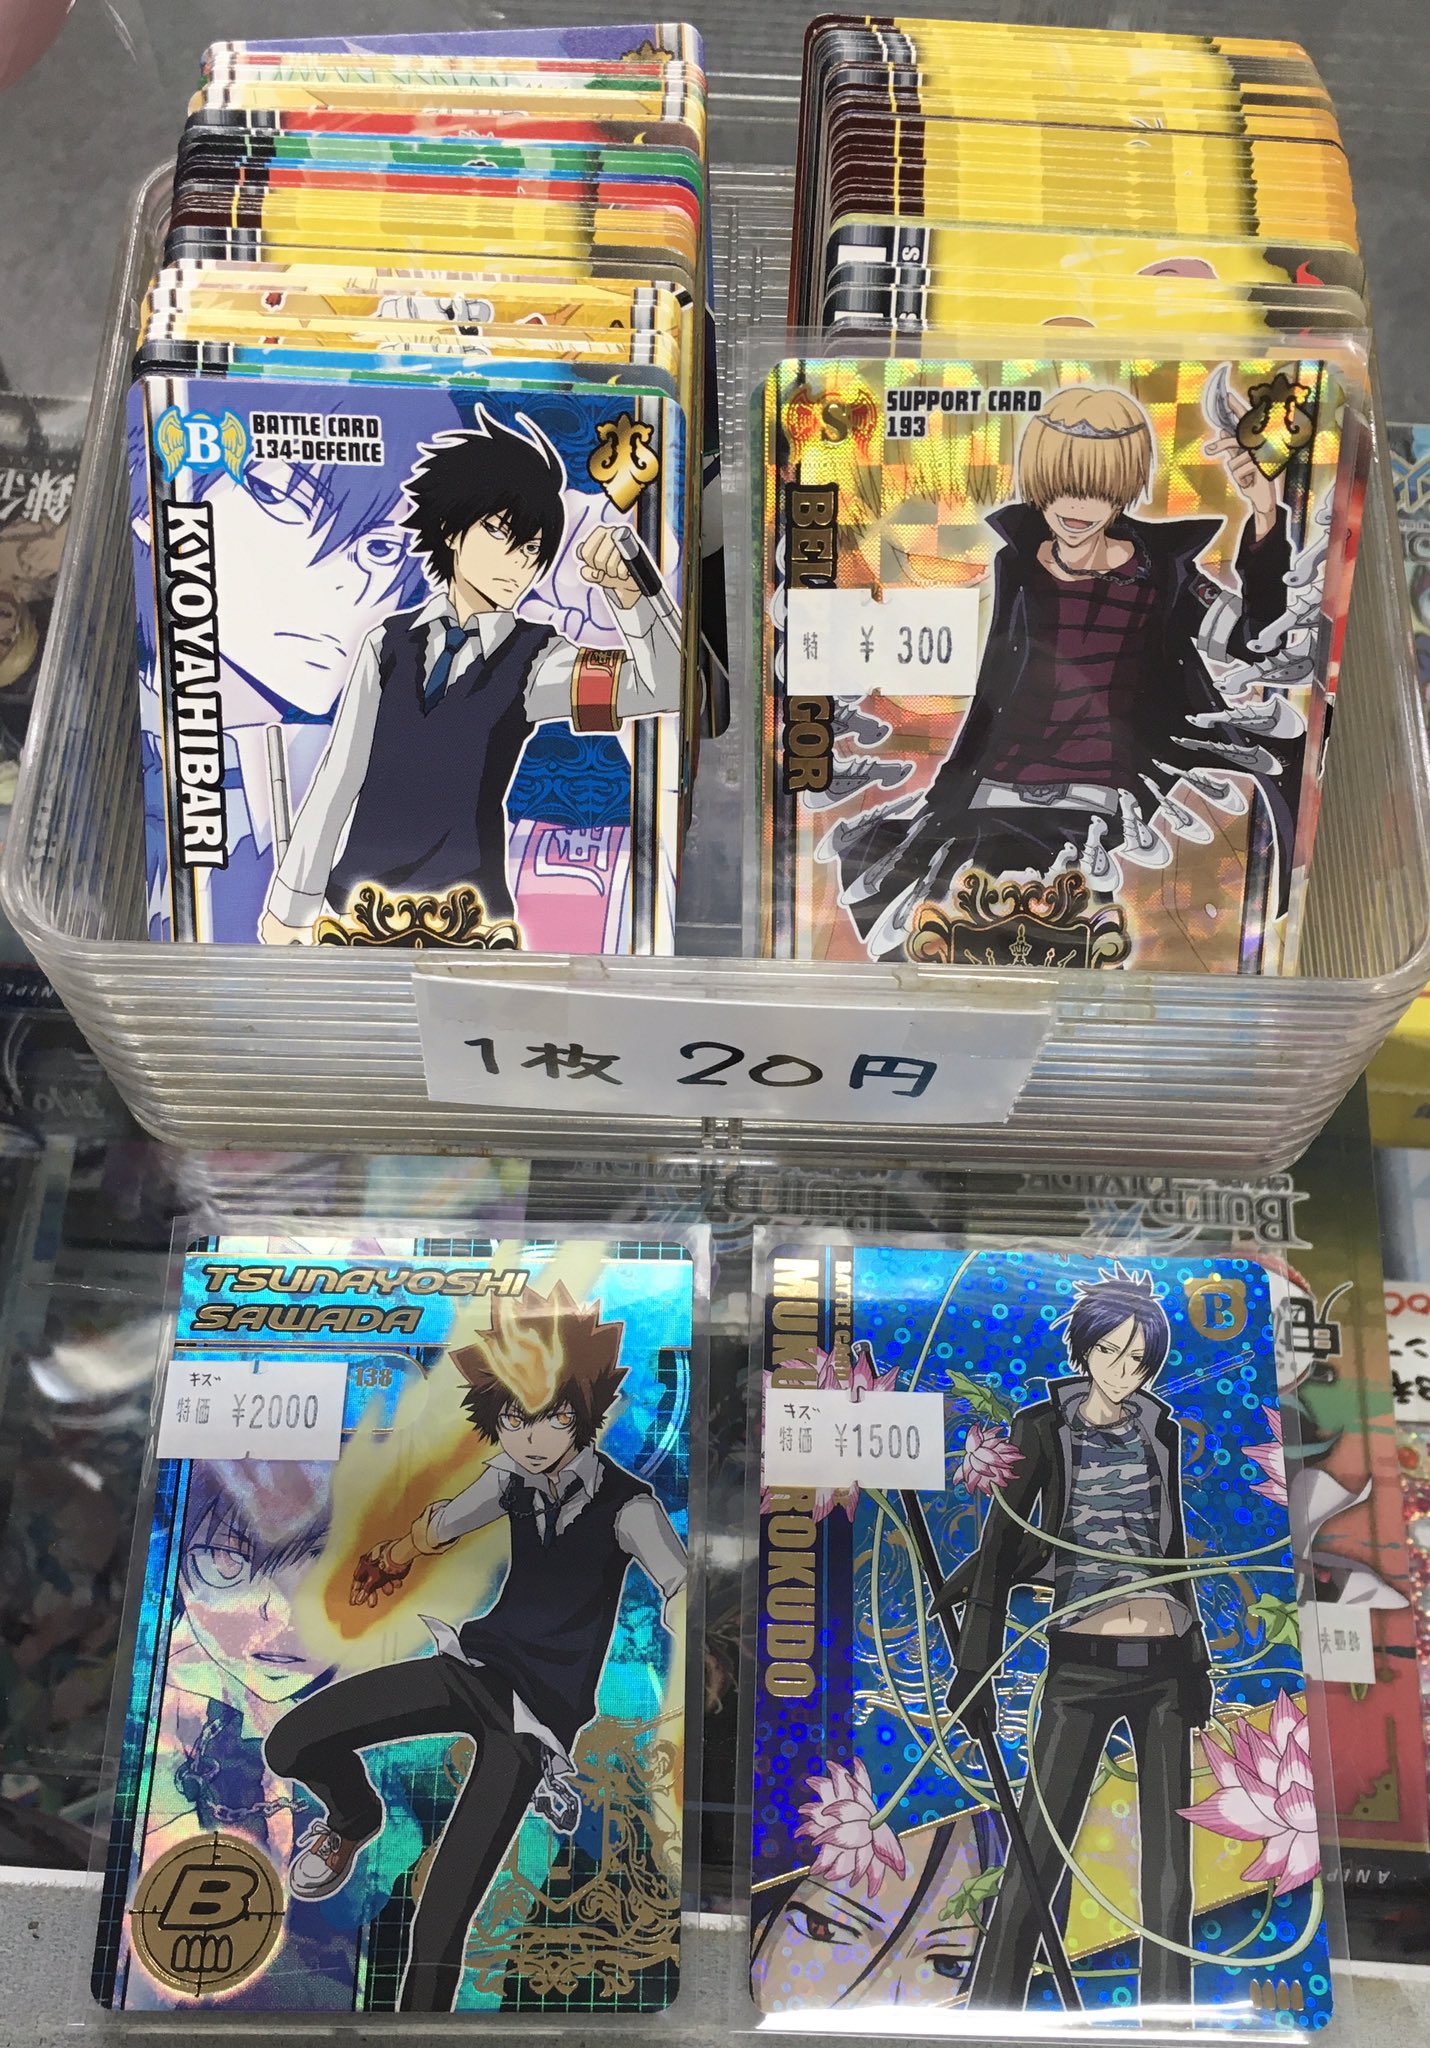 B
BATTLE CARD
134-DEFENCE
KYOYA HIBARI
S
SUPPORT CARD
193
特 ¥300
1枚 20円
TSUNAYOSHI
SAWADA
138
キズ
特価 ¥2000
B
BATTLE CARD
B
キズ
特価 ¥1500
ROKUDO